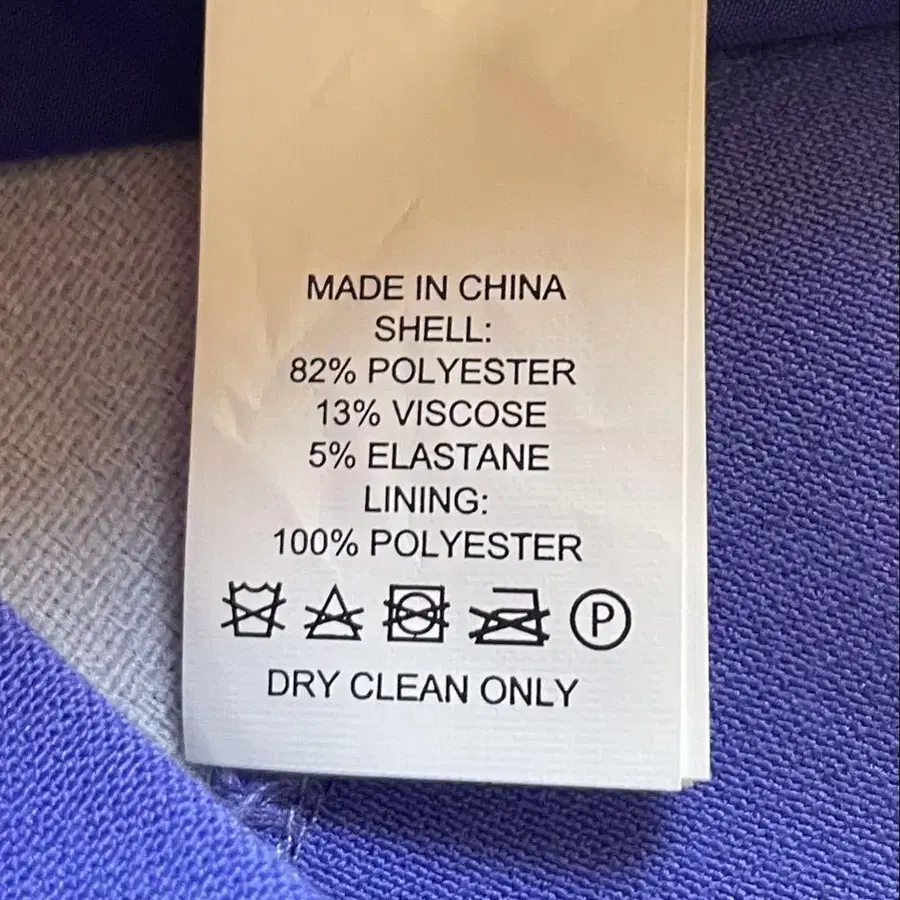 MADE IN CHINA
SHELL:
82% POLYESTER
13% VISCOSE
5% ELASTANE
LINING:
100% POLYESTER
P
DRY CLEAN ONLY